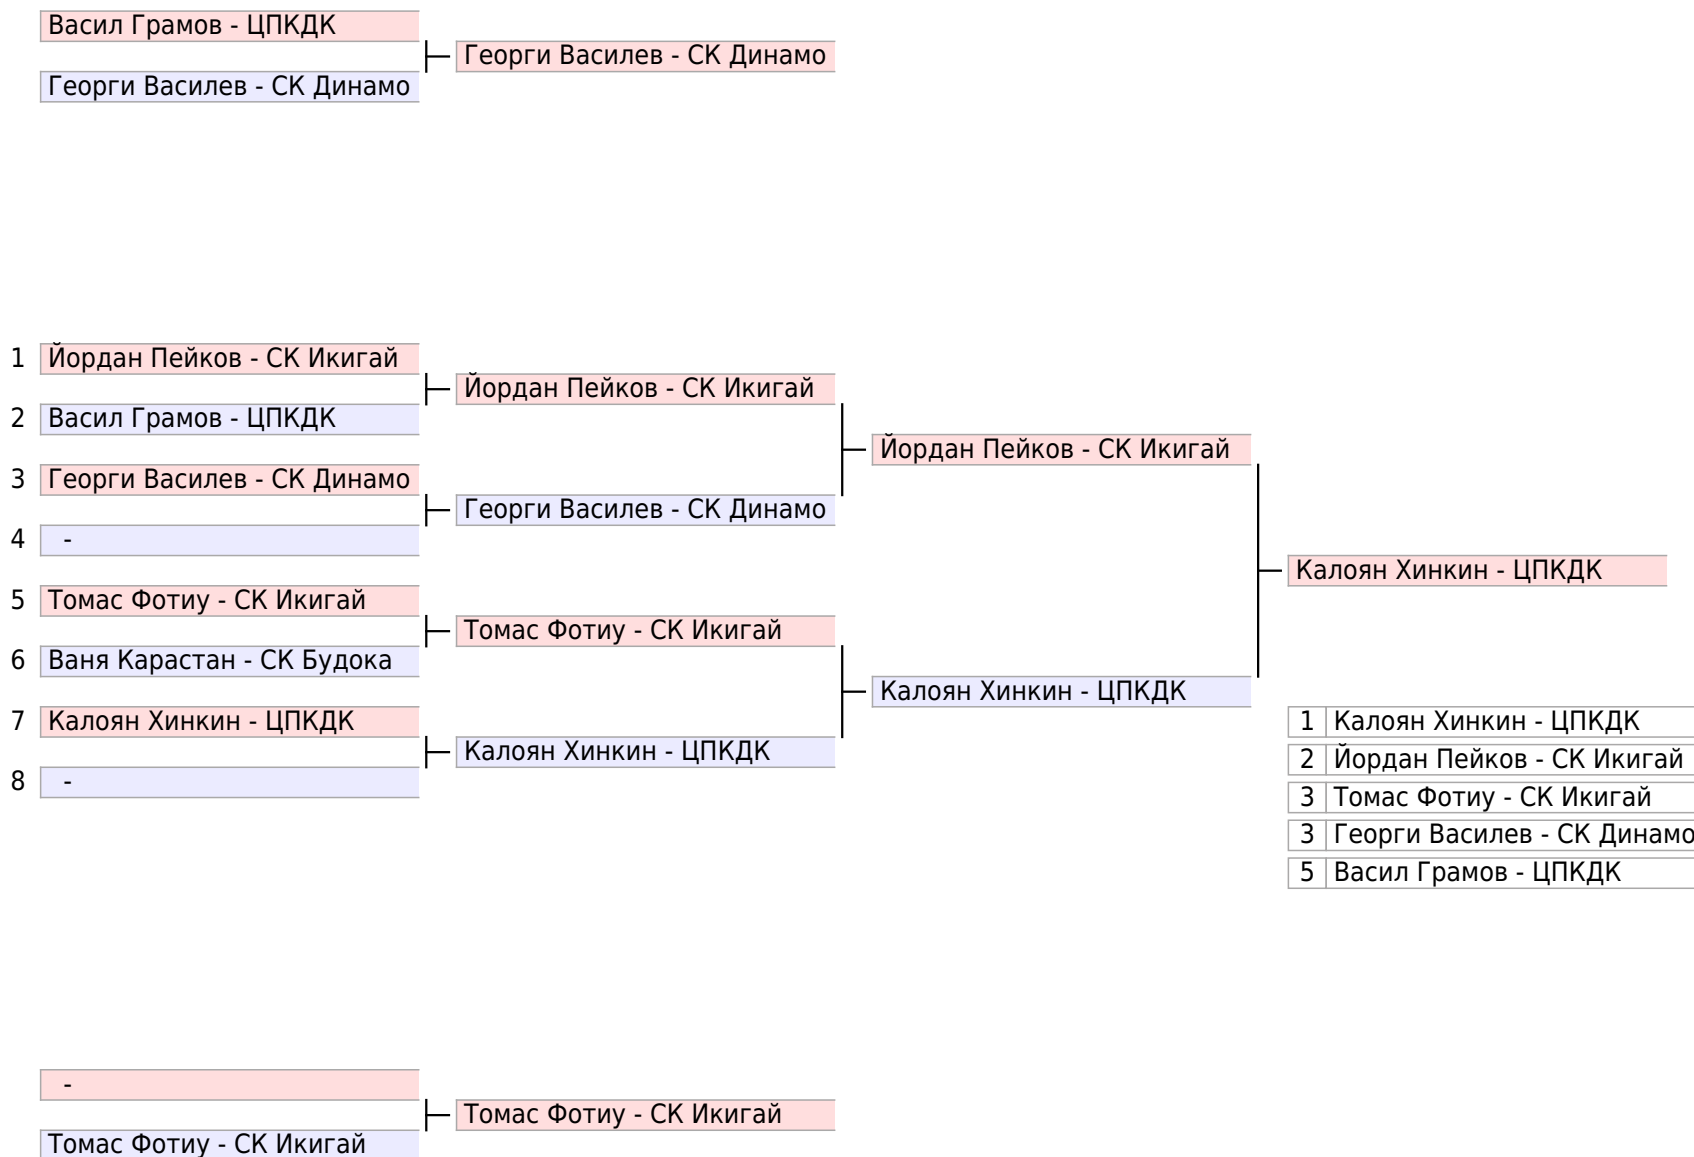 Васил Грамов - ЦПКДК
Георги Василев - СК Динамо
Георги Василев - СК Динамо
1 Йордан Пейков - СК Икигай
Йордан Пейков - СК Икигай
2 Васил Грамов - ЦПКДК
Йордан Пейков - СК Икигай
3 Георги Василев - СК Динамо
Георги Василев - СК Динамо
4 -
Калоян Хинкин - ЦПКДК
5 Томас Фотиу - СК Икигай
Томас Фотиу - СК Икигай
6 Ваня Карастан - СК Будока
Калоян Хинкин - ЦПКДК
7 Калоян Хинкин - ЦПКДК
Калоян Хинкин - ЦПКДК
8 -
1 Калоян Хинкин - ЦПКДК
2 Йордан Пейков - СК Икигай
3 Томас Фотиу - СК Икигай
3 Георги Василев - СК Динамо
5 Васил Грамов - ЦПКДК
-
Томас Фотиу - СК Икигай
Томас Фотиу - СК Икигай